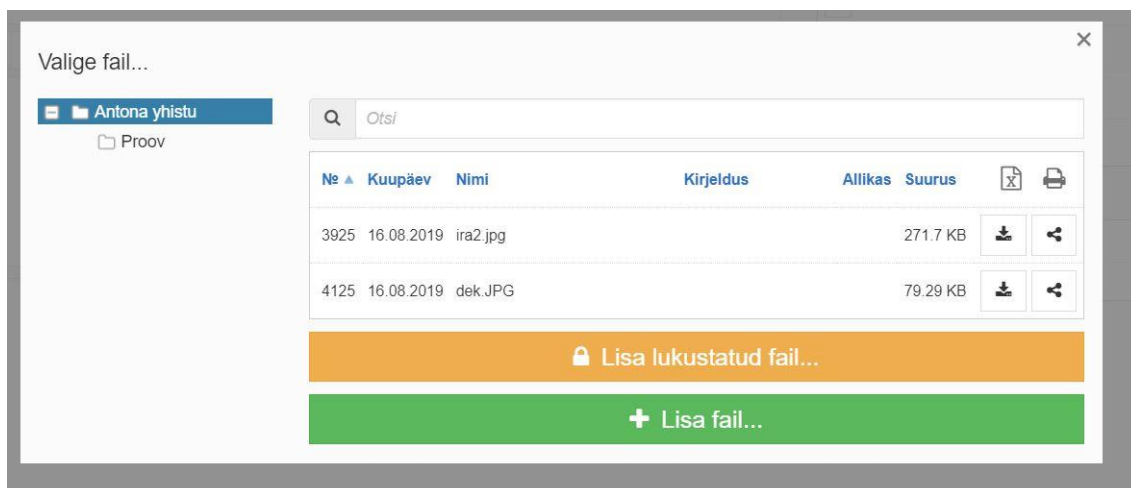 Valige fail...
Antona yhistu
Proov
Otsi
№ Kuupäev Nimi Kirjeldus Allikas Suurus
3925 16.08.2019 ira2.jpg 271.7 KB
4125 16.08.2019 dek.JPG 79.29 KB
Lisa lukustatud fail...
Lisa fail...